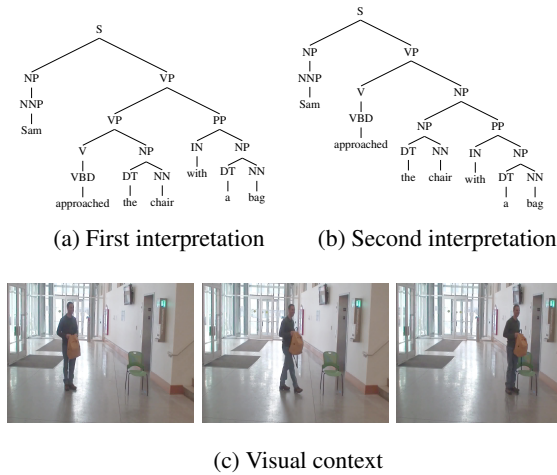 S
NP VP
NNP VP PP
Sam V NP IN NP
VBD DT NN with DT NN
approached the chair a bag
(a) First interpretation
S
NP VP
NNP V NP
Sam VBD NP PP
approached DT NN IN NP
the chair with DT NN
a bag
(b) Second interpretation
(c) Visual context